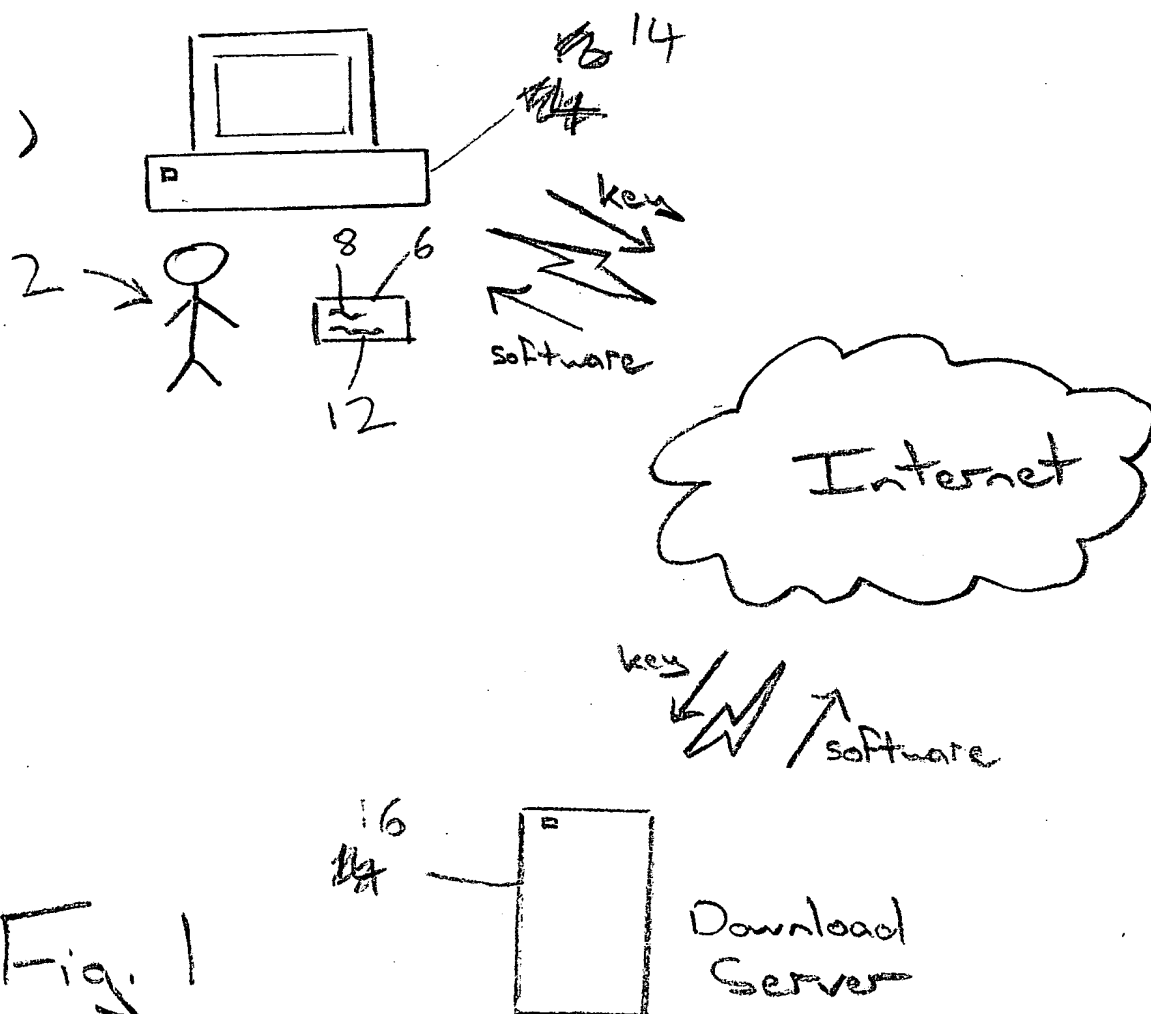 14
)
key
2
8 6
software
12
Internet
key
software
16
Download
Server
Fig. 1